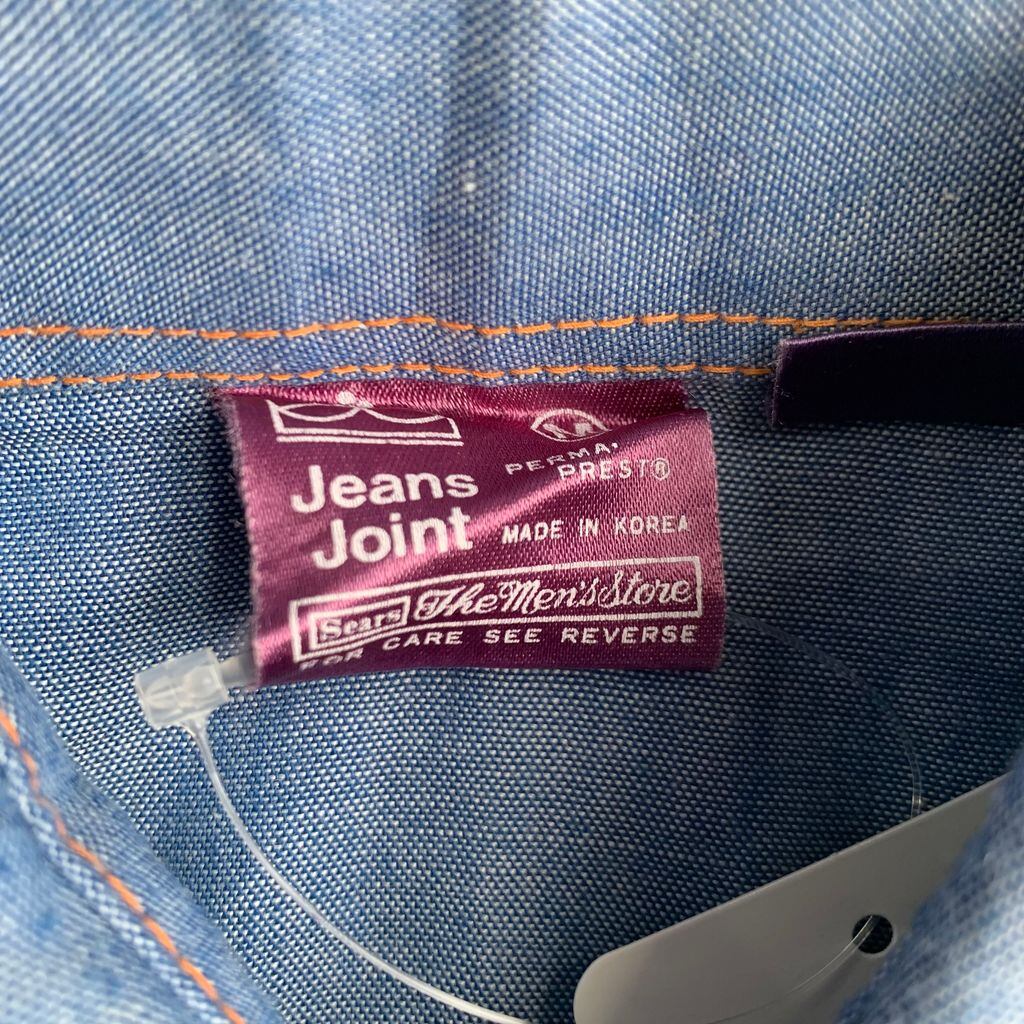 Jeans
Joint
PERMA-
PREST®
MADE IN KOREA
Sears The Men's Store
FOR CARE SEE REVERSE